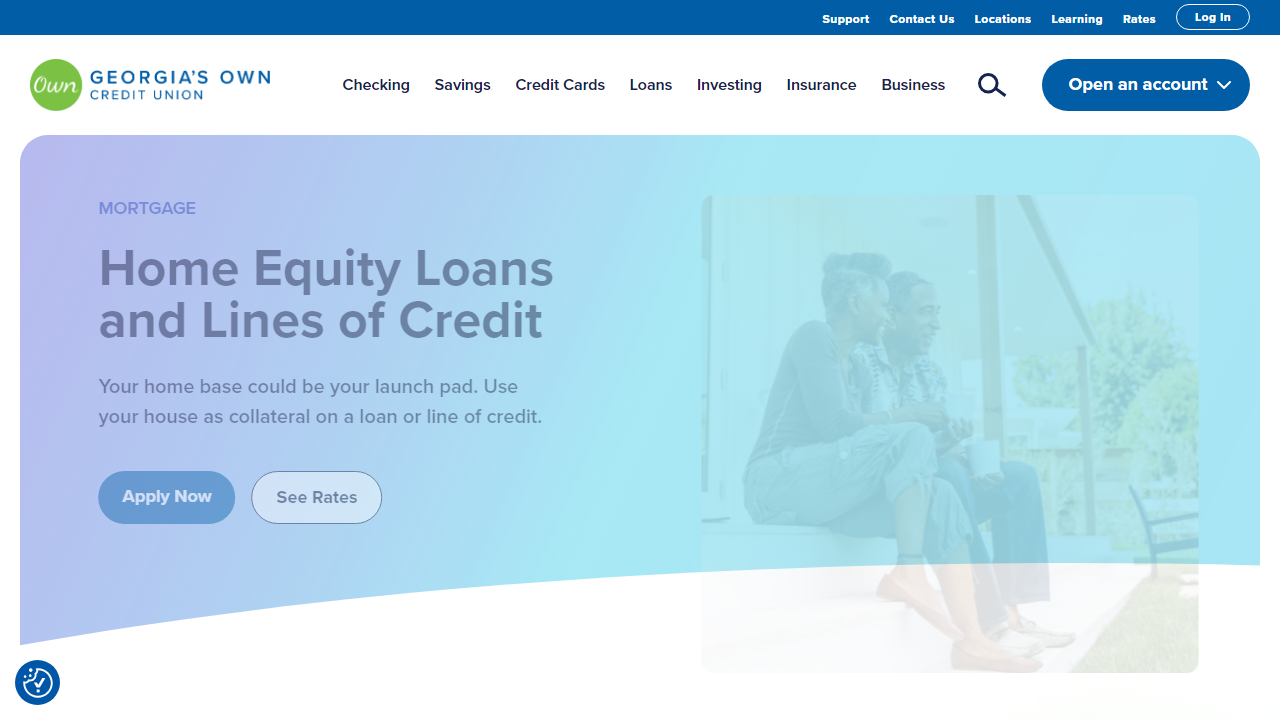 Support Contact Us Locations Learning Rates Log In
Own GEORGIA'S OWN
CREDIT UNION
Checking Savings Credit Cards Loans Investing Insurance Business Open an account
MORTGAGE
Home Equity Loans
and Lines of Credit
Your home base could be your launch pad. Use
your house as collateral on a loan or line of credit.
Apply Now See Rates